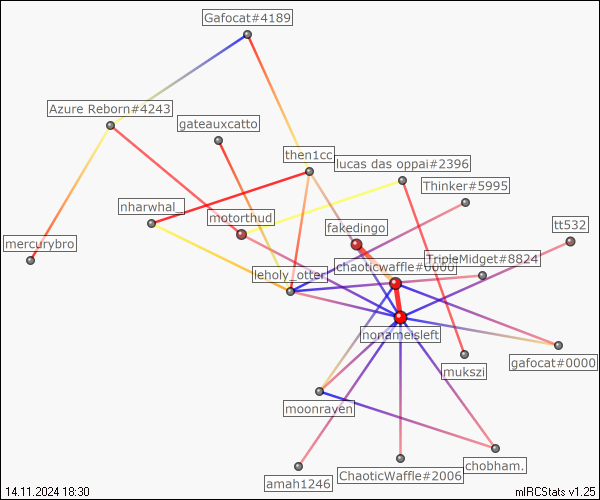 Gafocat#4189
Azure Reborn#4243
gateauxcatto
then1cc
lucas das oppai#2396
Thinker#5995
nharwhal_
motorthud
fakedingo
tt532
mercurybro
TripleMidget#8824
chaoticwaffle#0000
leholy_otter
nonameisleft
gafocat#0000
mukszi
moonraven
chobham.
ChaoticWaffle#2006
amah1246
14.11.2024 18:30
mIRCStats v1.25